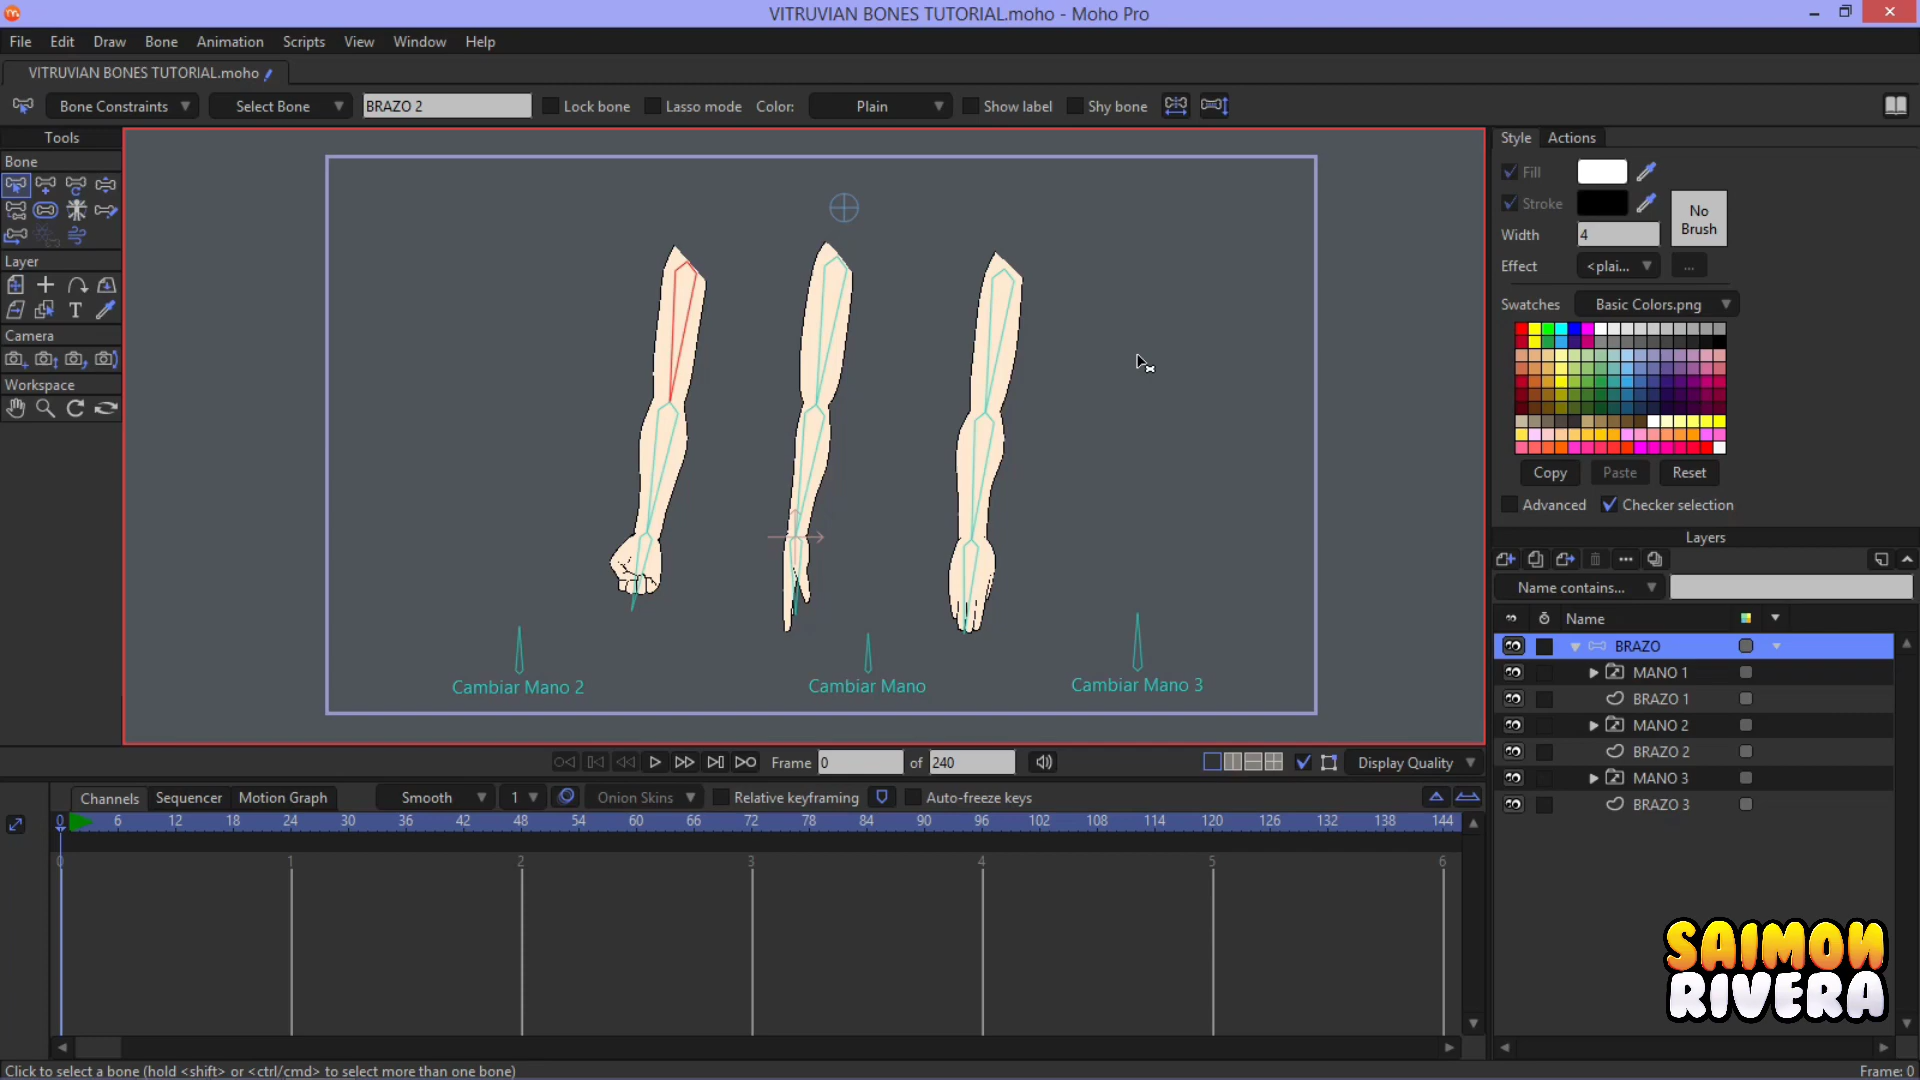 VITRUVIAN BONES TUTORIAL.moho - Moho Pro
File Edit Draw Bone Animation Scripts View Window Help
VITRUVIAN BONES TUTORIAL.moho
Bone Constraints Select Bone BRAZO 2 Lock bone Lasso mode Color: Plain Show label Shy bone
Tools
Bone
Layer
T
Camera
Workspace
Cambiar Mano 2
Cambiar Mano
Cambiar Mano 3
Style Actions
Fill
Stroke
No
Brush
Width 4
Effect <plai... ...
Swatches Basic Colors.png
Copy Paste Reset
Advanced Checker selection
Layers
Name contains...
Name
BRAZO
MANO 1
BRAZO 1
MANO 2
BRAZO 2
MANO 3
BRAZO 3
Frame 0 of 240 Display Quality
Channels Sequencer Motion Graph Smooth 1 Onion Skins Relative keyframing Auto-freeze keys
0 6 12 18 24 30 36 42 48 54 60 66 72 78 84 90 96 102 108 114 120 126 132 138 144
0 1 2 3 4 5 6
SAIMON
RIVERA
Click to select a bone (hold <shift> or <ctrl/cmd> to select more than one bone) Frame: 0